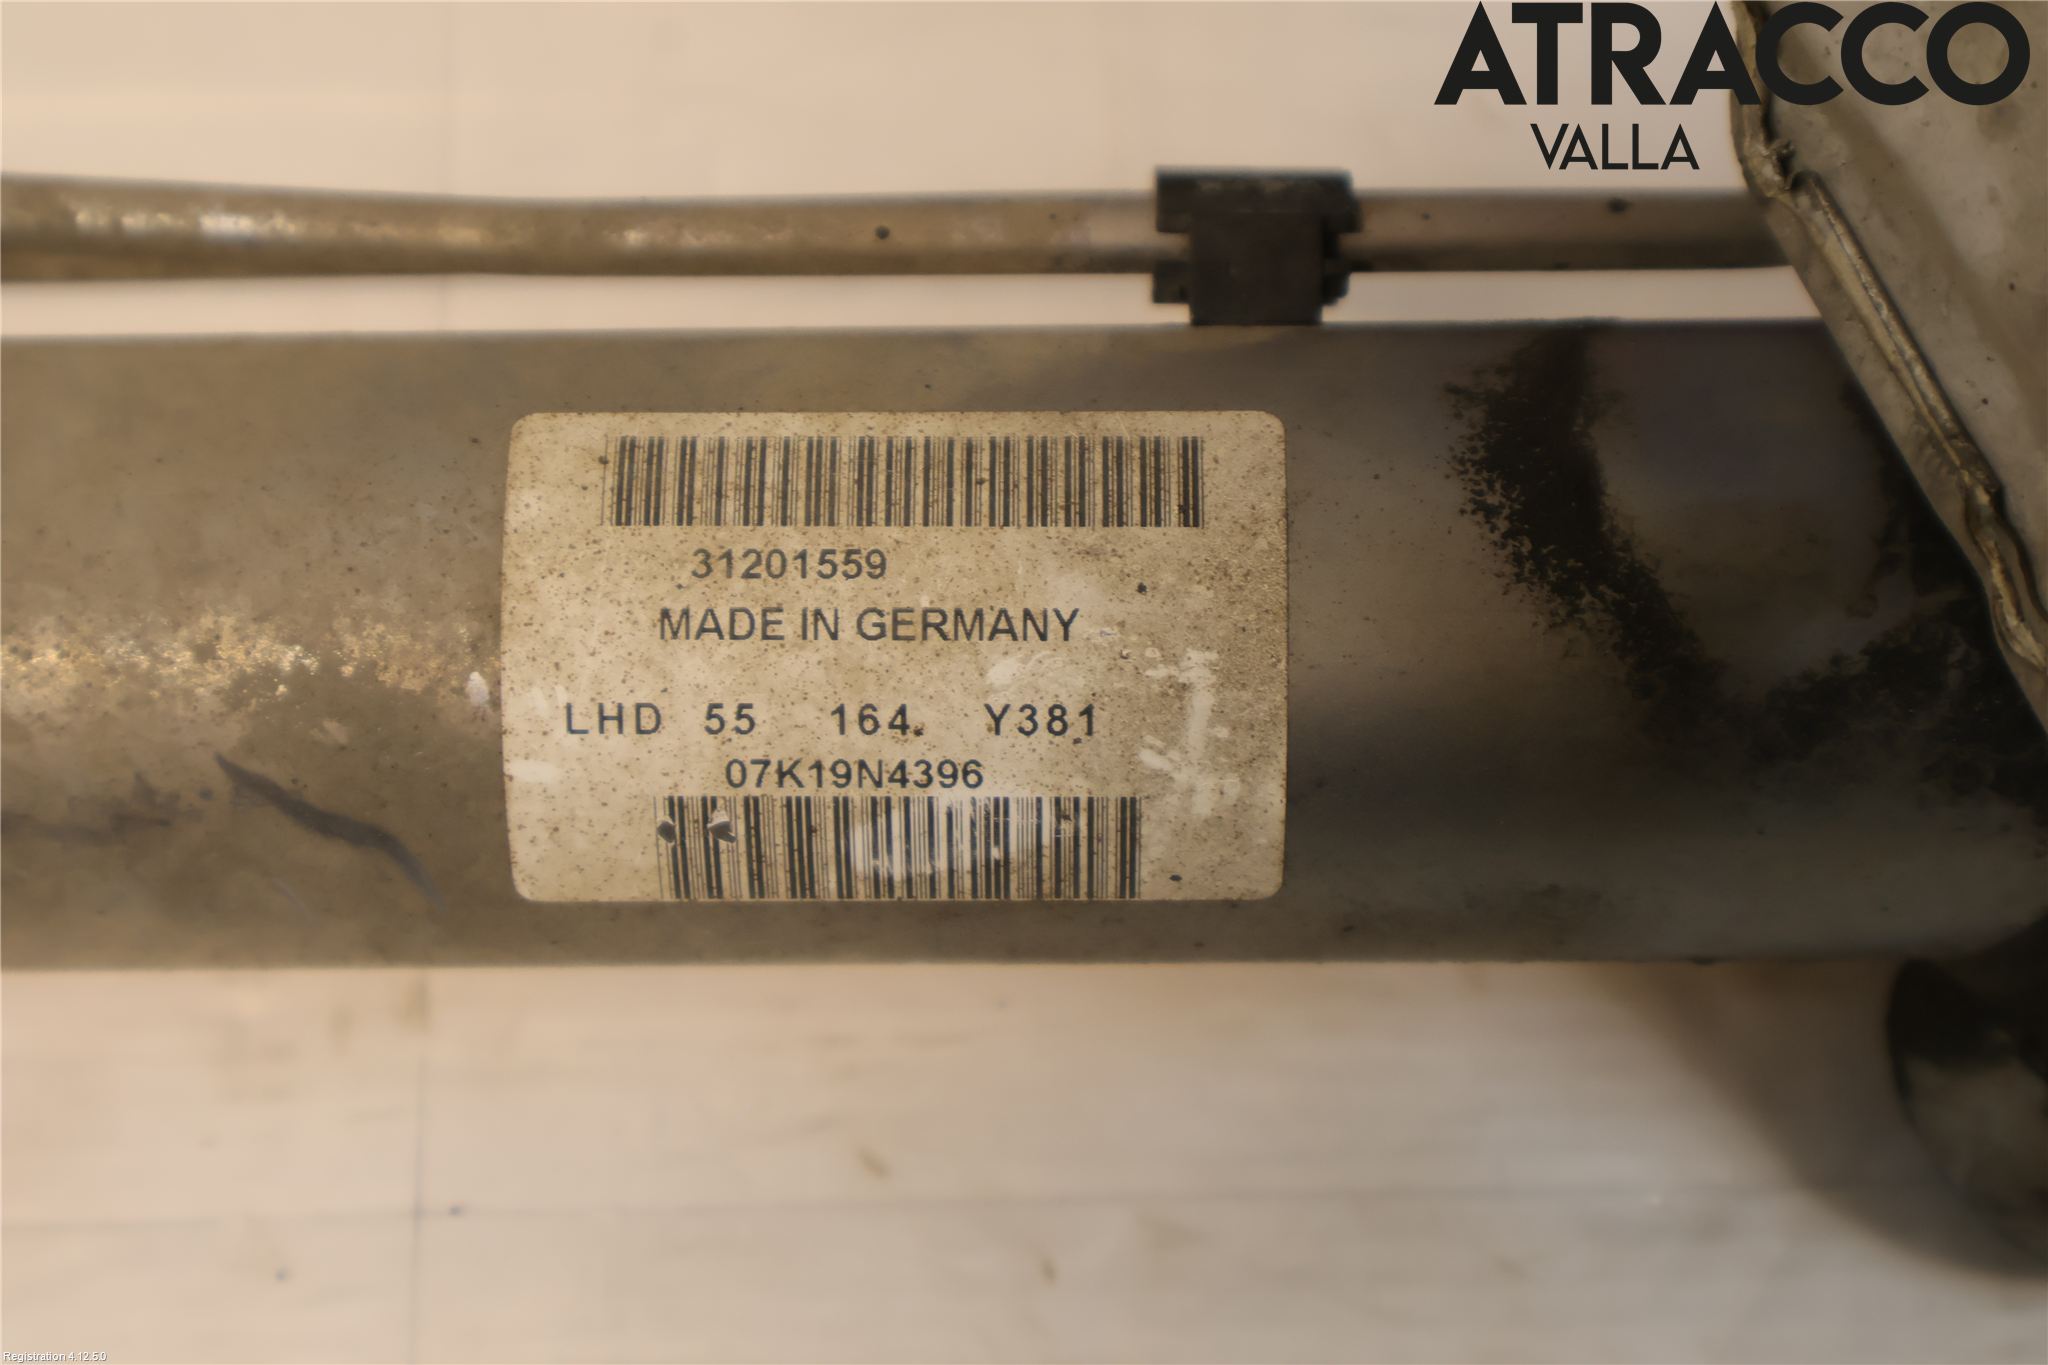 ATRACCO
VALLA
31201559
MADE IN GERMANY
LHD 55 164. Y381
07K19N4396
Registration 4.12.5.0